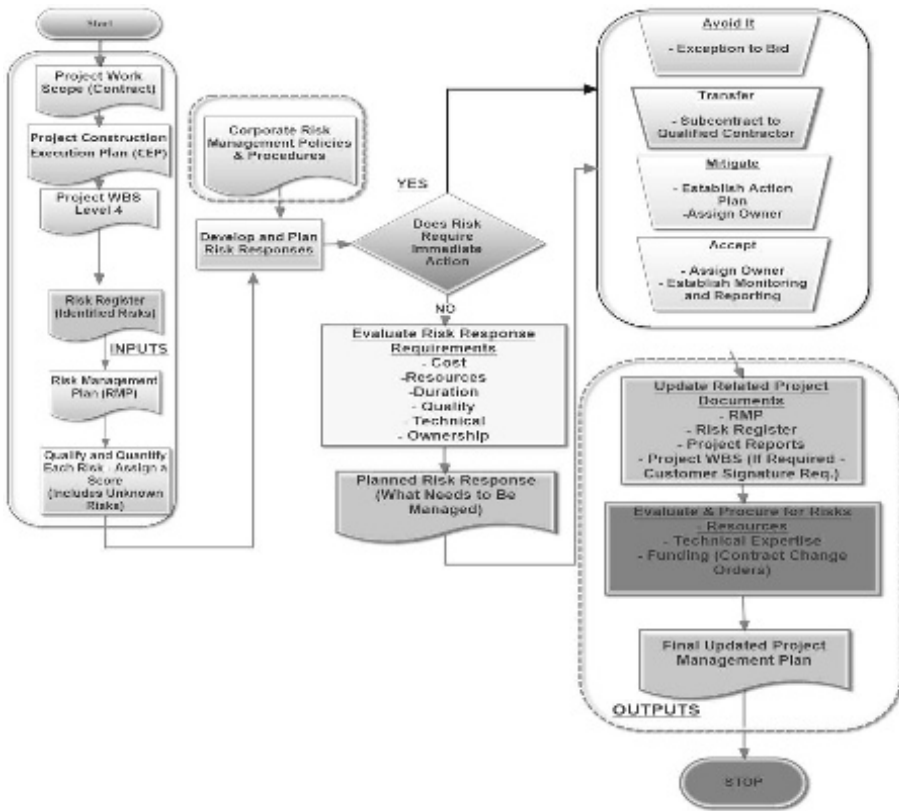 Start
Project Work
Scope (Contract)
Project Construction
Execution Plan (CEP)
Project WBS
Level 4
Risk Register
(Identified Risks)
INPUTS
Risk Management
Plan (RMP)
Qualify and Quantify
Each Risk - Assign a
Score
(Includes Unknown
Risks)
Corporate Risk
Management Policies
& Procedures
Develop and Plan
Risk Responses
YES
Does Risk
Require
Immediate
Action
NO
Evaluate Risk Response
Requirements
- Cost
-Resources
-Duration
- Quality
- Technical
- Ownership
Planned Risk Response
(What Needs to Be
Managed)
Avoid It
- Exception to Bid
Transfer
- Subcontract to
Qualified Contractor
Mitigate
- Establish Action
Plan
-Assign Owner
Accept
- Assign Owner
- Establish Monitoring
and Reporting
Update Related Project
Documents
- RMP
- Risk Register
- Project Reports
- Project WBS (If Required -
Customer Signature Req.)
Evaluate & Procure for Risks
- Resources
- Technical Expertise
- Funding (Contract Change
Orders)
Final Updated Project
Management Plan
OUTPUTS
STOP